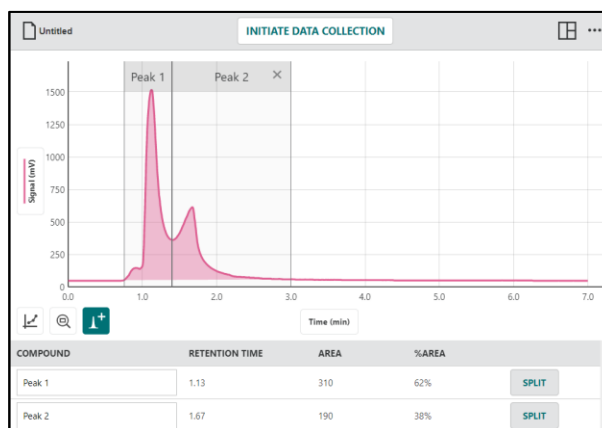 Untitled
INITIATE DATA COLLECTION
Peak 1 Peak 2
1500
1250
1000
750
500
250
0
Signal (mV)
0.0 1.0 2.0 3.0 4.0 5.0 6.0 7.0
Time (min)
COMPOUND RETENTION TIME AREA %AREA
Peak 1 1.13 310 62% SPLIT
Peak 2 1.67 190 38% SPLIT